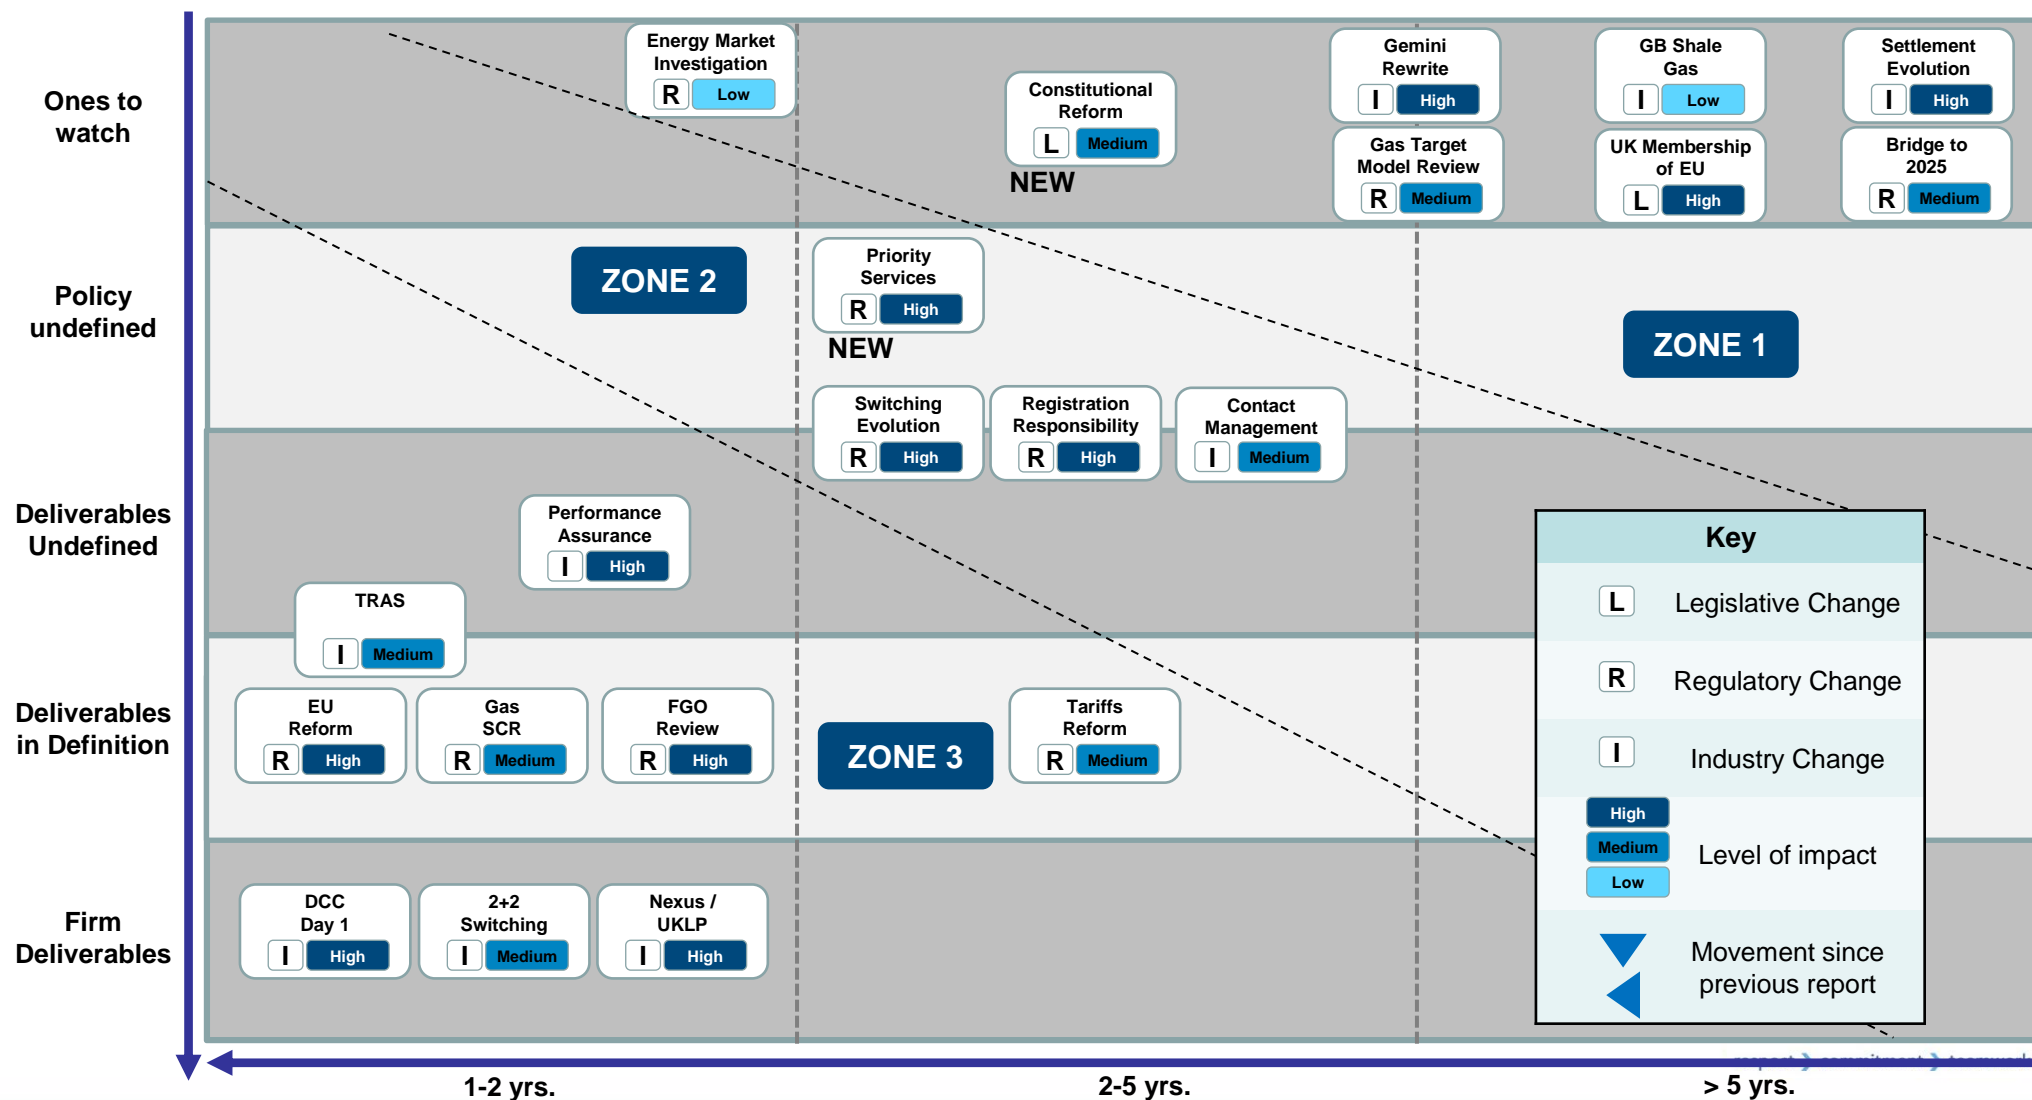 Ones to
watch
Energy Market
Investigation
R Low
Constitutional
Reform
L Medium
NEW
Gemini
Rewrite
I High
GB Shale
Gas
I Low
Settlement
Evolution
I High
Gas Target
Model Review
R Medium
UK Membership
of EU
L High
Bridge to
2025
R Medium
Policy
undefined
ZONE 2
Priority
Services
R High
NEW
ZONE 1
Switching
Evolution
R High
Registration
Responsibility
R High
Contact
Management
I Medium
Deliverables
Undefined
Performance
Assurance
I High
TRAS
I Medium
Deliverables
in Definition
EU
Reform
R High
Gas
SCR
R Medium
FGO
Review
R High
ZONE 3
Tariffs
Reform
R Medium
Firm
Deliverables
DCC
Day 1
I High
2+2
Switching
I Medium
Nexus /
UKLP
I High
Key
L Legislative Change
R Regulatory Change
I Industry Change
High
Medium
Low
Level of impact
Movement since
previous report
respect > commitment > teamwork
1-2 yrs.
2-5 yrs.
> 5 yrs.